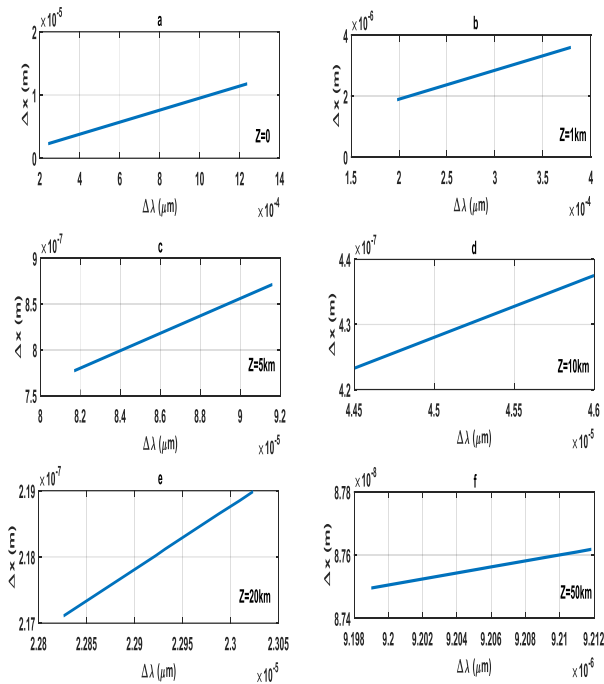 a
×10⁻⁵
2
1
0
Δ x (m)
2 4 6 8 10 12 14
Δλ (μm)
×10⁻⁴
Z=0
b
×10⁻⁶
4
2
0
Δ x (m)
1.5 2 2.5 3 3.5 4
Δλ (μm)
×10⁻⁴
Z=1km
c
×10⁻⁷
9
8.5
8
7.5
Δ x (m)
8 8.2 8.4 8.6 8.8 9 9.2
Δλ (μm)
×10⁻⁵
Z=5km
d
×10⁻⁷
4.4
4.3
4.2
Δ x (m)
4.45 4.5 4.55 4.6
Δλ (μm)
×10⁻⁵
Z=10km
e
×10⁻⁷
2.19
2.18
2.17
Δ x (m)
2.28 2.285 2.29 2.295 2.3 2.305
Δλ (μm)
×10⁻⁵
Z=20km
f
×10⁻⁸
8.78
8.76
8.74
Δ x (m)
9.198 9.2 9.202 9.204 9.206 9.208 9.21 9.212
Δλ (μm)
×10⁻⁶
Z=50km